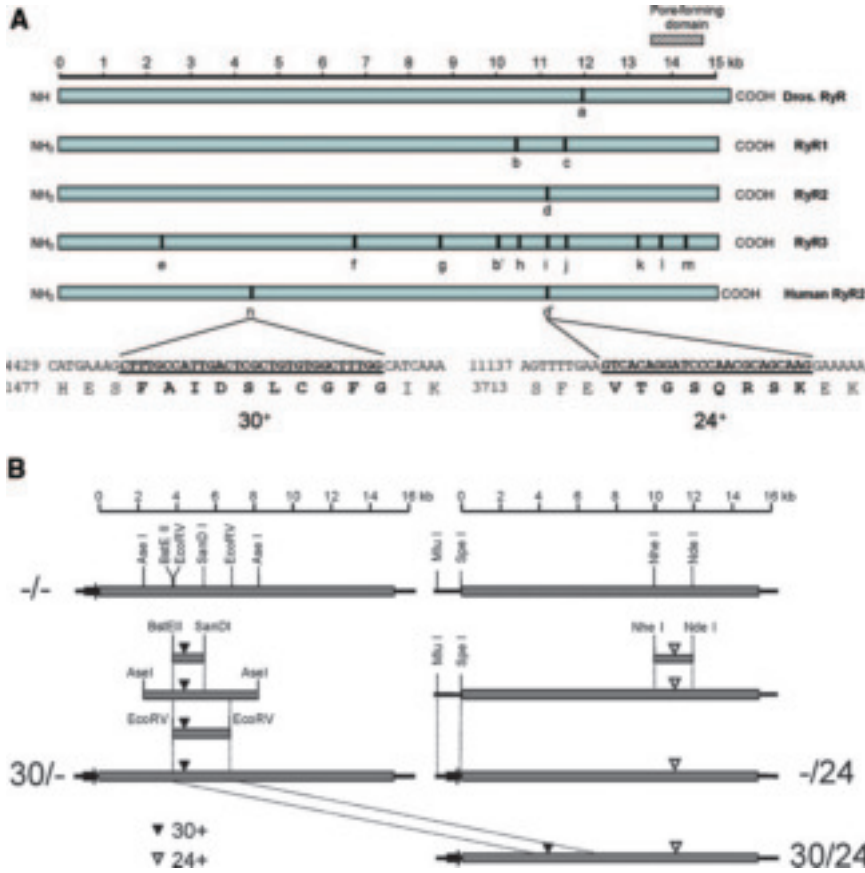 A
Pore-forming
domain
0 1 2 3 4 5 6 7 8 9 10 11 12 13 14 15 kb
NH COOH Dros. RyR
a
NH2 COOH RyR1
b c
NH2 COOH RyR2
d
NH2 COOH RyR3
e f g b' h i j k l m
NH2 COOH Human RyR2
n d'
4429 CATGAAAGCTTTGCCATTGACTCGCTGTGTGGCTTTGGCATCAAA 11137 AGTTTTGAAGTCACAGGATCCCAACGCAGCAAGGAAAAA
1477 H E S F A I D S L C G F G I K 3713 S F E V T G S Q R S K E K
30+ 24+
B
0 2 4 6 8 10 12 14 16 kb 0 2 4 6 8 10 12 14 16
Ase I BstE II EcoRV SanD I EcoRV Ase I Mlu I Spe I Nhe I Nde I
-/-
BstEII SanDI Nhe I Nde I
AseI AseI Mlu I Spe I
EcoRV EcoRV
30/- -/24
30+
24+
30/24